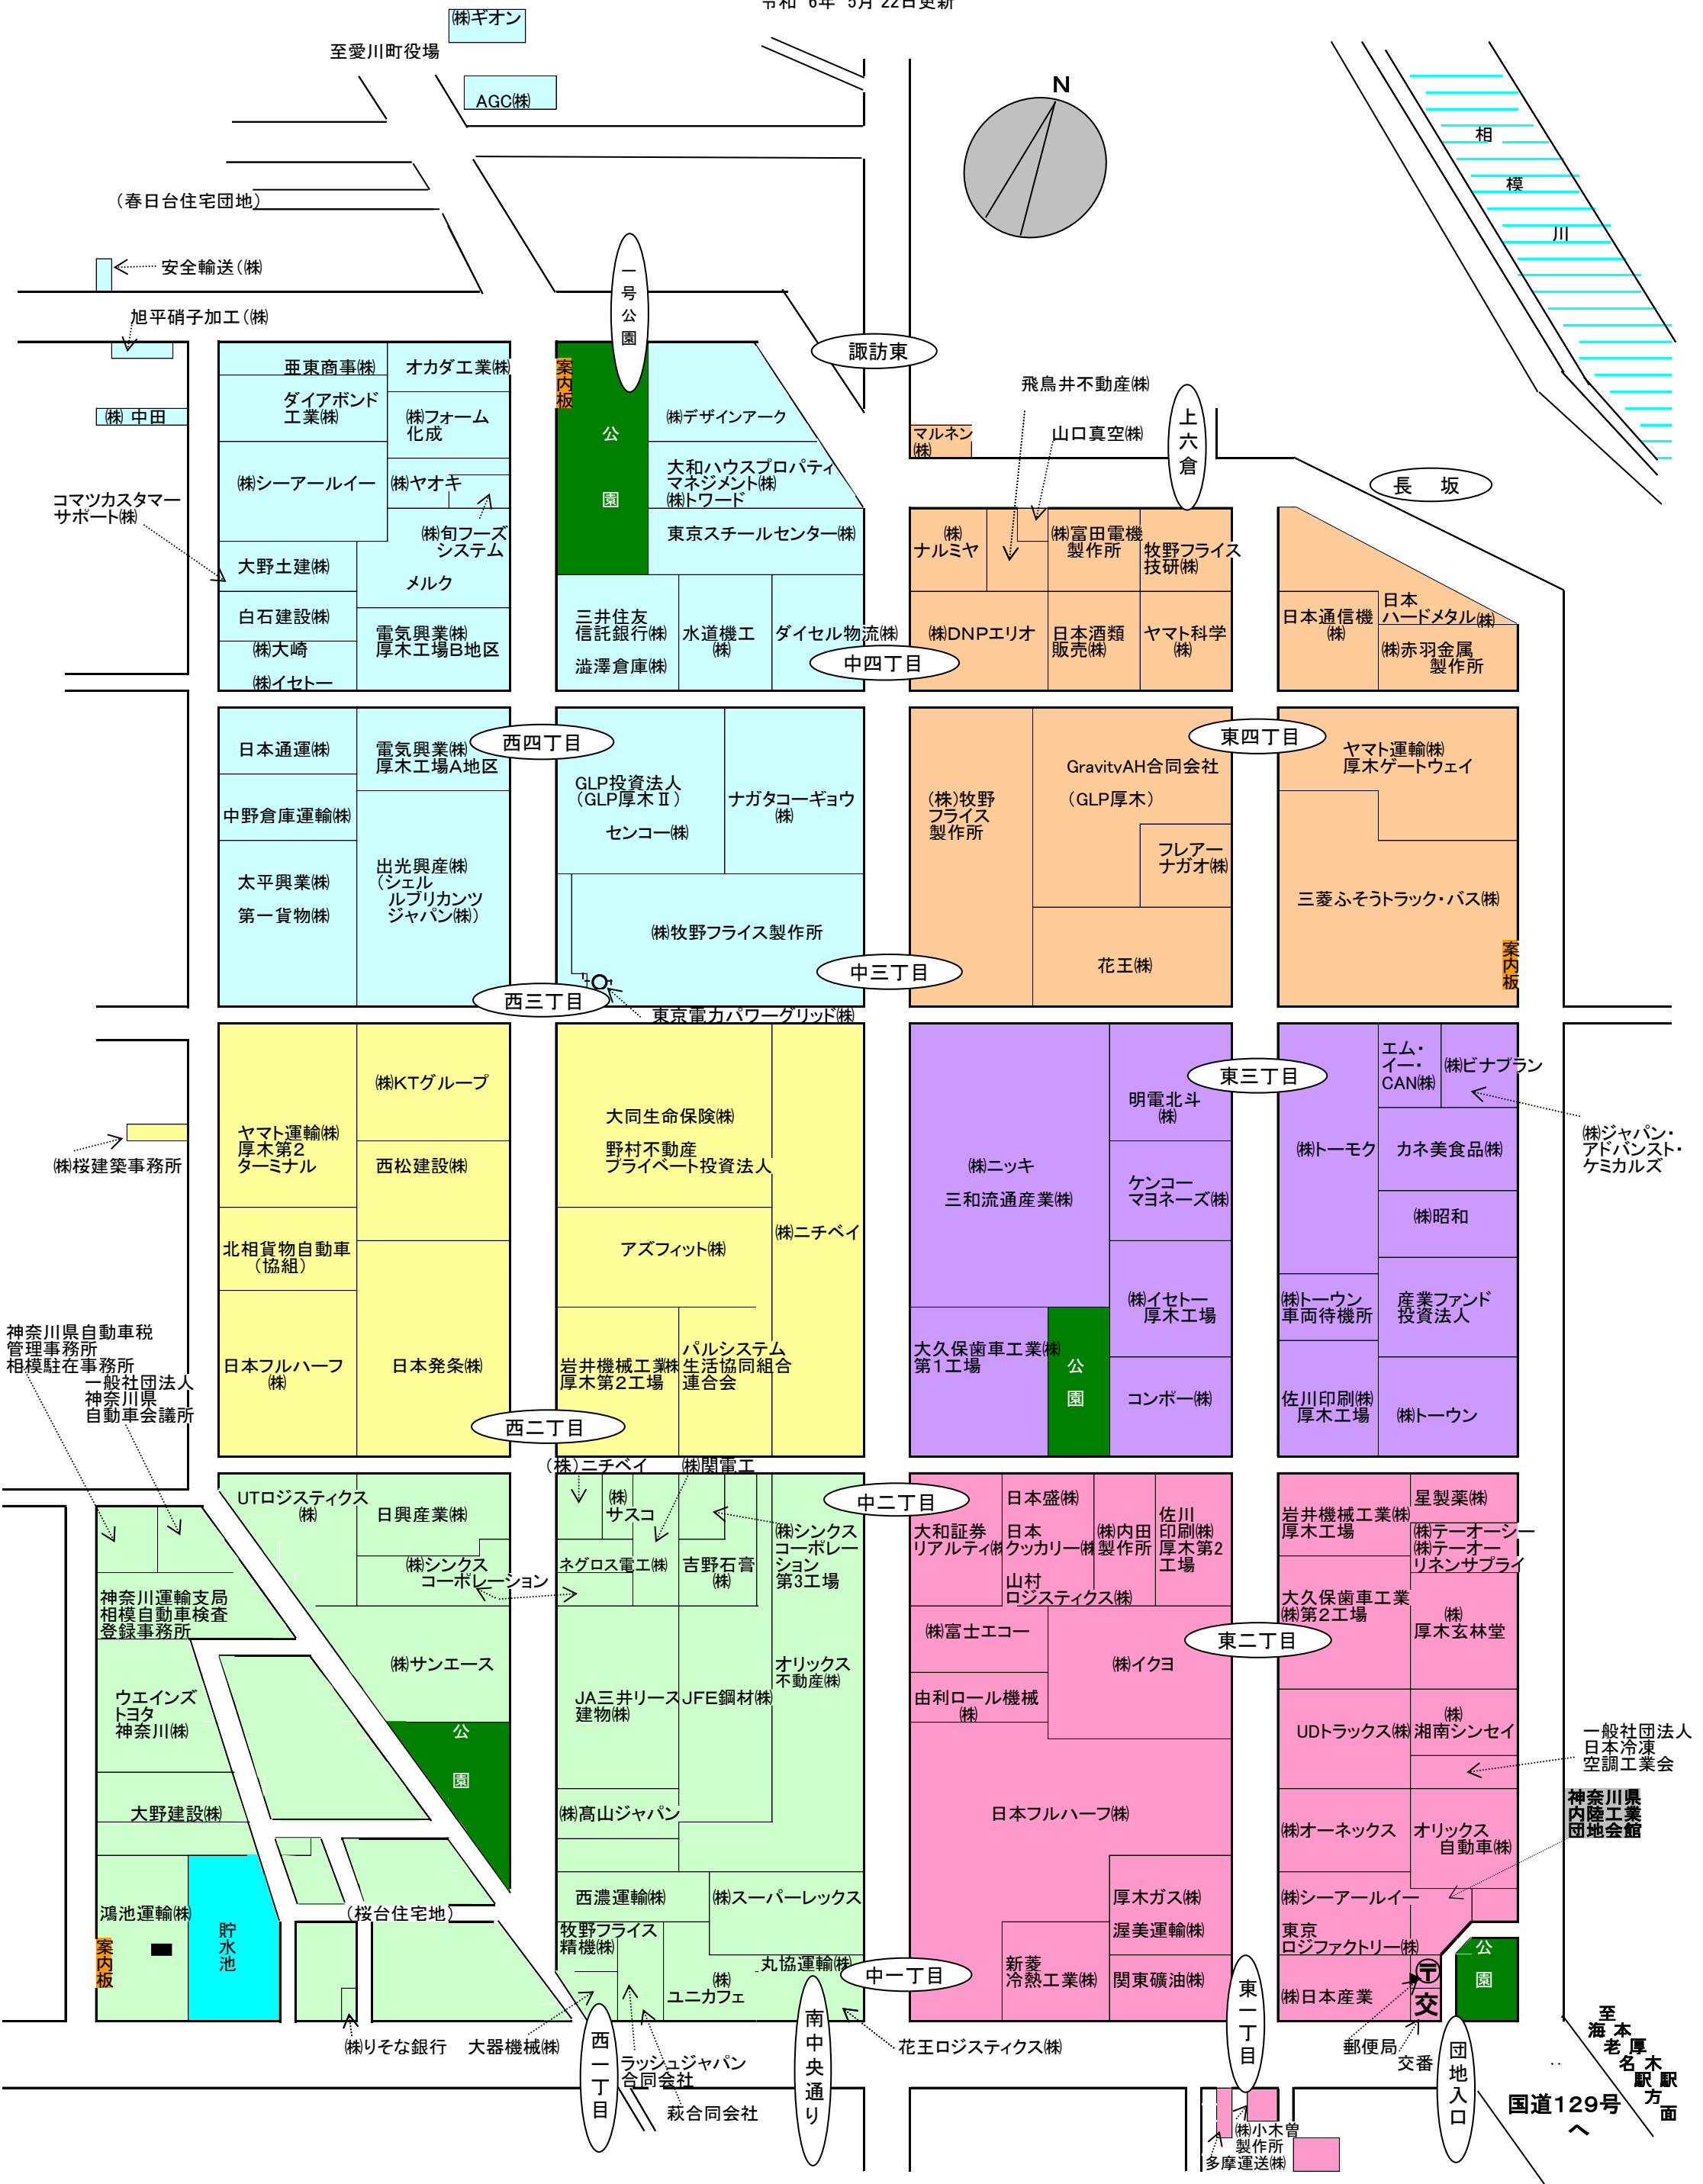 令和 6年 5月 22日更新
㈱ギオン
至愛川町役場
AGC㈱
N
相
模
川
（春日台住宅団地）
安全輸送(㈱
旭平硝子加工(㈱
㈱ 中田
コマツカスタマー
サポート㈱
一号公園
諏訪東
上六倉
長　坂
亜東商事㈱
オカダ工業㈱
ダイアボンド
工業㈱
㈱フォーム
化成
㈱シーアールイー
㈱ヤオキ
㈱旬フーズ
システム
大野土建㈱
メルク
白石建設㈱
電気興業㈱
厚木工場B地区
㈱大崎
㈱イセトー
案内板
公
園
㈱デザインアーク
大和ハウスプロパティ
マネジメント㈱
㈱トワード
東京スチールセンター㈱
三井住友
信託銀行㈱
澁澤倉庫㈱
水道機工
㈱
ダイセル物流㈱
中四丁目
マルネン
㈱
飛鳥井不動産㈱
山口真空㈱
㈱
ナルミヤ
㈱富田電機
製作所
牧野フライス
技研㈱
㈱DNPエリオ
日本酒類
販売㈱
ヤマト科学
㈱
日本通信機
㈱
日本
ハードメタル㈱
㈱赤羽金属
製作所
日本通運㈱
電気興業㈱
厚木工場A地区
西四丁目
中野倉庫運輸㈱
太平興業㈱
第一貨物㈱
出光興産㈱
（シェル
ルブリカンツ
ジャパン㈱）
西三丁目
GLP投資法人
（GLP厚木Ⅱ）
センコー㈱
ナガタコーギョウ
㈱
㈱牧野フライス製作所
中三丁目
東京電力パワーグリッド㈱
(株)牧野
フライス
製作所
GravityAH合同会社
（GLP厚木）
フレアー
ナガオ㈱
花王㈱
東四丁目
ヤマト運輸㈱
厚木ゲートウェイ
三菱ふそうトラック・バス㈱
案内板
㈱桜建築事務所
ヤマト運輸㈱
厚木第2
ターミナル
㈱KTグループ
西松建設㈱
北相貨物自動車
（協組）
日本フルハーフ
㈱
日本発条㈱
西二丁目
大同生命保険㈱
野村不動産
プライベート投資法人
アズフィット㈱
㈱ニチベイ
岩井機械工業㈱
厚木第2工場
パルシステム
生活協同組合
連合会
㈱ニッキ
三和流通産業㈱
明電北斗
㈱
ケンコー
マヨネーズ㈱
㈱イセトー
厚木工場
大久保歯車工業㈱
第1工場
公
園
コンポー㈱
東三丁目
㈱トーモク
エム・
イー・
CAN㈱
㈱ビナプラン
㈱ジャパン・
アドバンスト・
ケミカルズ
カネ美食品㈱
㈱昭和
㈱トーウン
車両待機所
産業ファンド
投資法人
佐川印刷㈱
厚木工場
㈱トーウン
神奈川県自動車税
管理事務所
相模駐在事務所
一般社団法人
神奈川県
自動車会議所
神奈川運輸支局
相模自動車検査
登録事務所
ウエインズ
トヨタ
神奈川㈱
大野建設㈱
鴻池運輸㈱
貯水池
案内板
UTロジスティクス
㈱
日興産業㈱
㈱シンクス
コーポレーション
㈱サンエース
公
園
（桜台住宅地）
㈱りそな銀行
(株)ニチベイ
㈱関電工
㈱
サスコ
ネグロス電工㈱
吉野石膏
㈱
㈱シンクス
コーポレー
ション
第3工場
中二丁目
JA三井リース
建物㈱
JFE鋼材㈱
オリックス
不動産㈱
㈱髙山ジャパン
西濃運輸㈱
㈱スーパーレックス
牧野フライス
精機㈱
丸協運輸㈱
㈱
ユニカフェ
中一丁目
大器機械㈱
西一丁目
ラッシュジャパン
合同会社
萩合同会社
南中央通り
花王ロジスティクス㈱
大和証券
リアルティ㈱
日本盛㈱
日本
クッカリー㈱
山村
ロジスティクス㈱
㈱内田
製作所
佐川
印刷㈱
厚木第2
工場
㈱富士エコー
㈱イクヨ
由利ロール機械
㈱
日本フルハーフ㈱
厚木ガス㈱
渥美運輸㈱
新菱
冷熱工業㈱
関東礦油㈱
東二丁目
岩井機械工業㈱
厚木工場
星製薬㈱
㈱テーオーシー
㈱テーオー
リネンサプライ
大久保歯車工業
㈱第2工場
㈱
厚木玄林堂
UDトラックス㈱
㈱
湘南シンセイ
一般社団法人
日本冷凍
空調工業会
神奈川県
内陸工業
団地会館
㈱オーネックス
オリックス
自動車㈱
㈱シーアールイー
東京
ロジファクトリー㈱
㈱日本産業
〒
交
公
園
郵便局
交番
東一丁目
団地入口
㈱小木曽
製作所
多摩運送㈱
至
海老名駅
本厚木駅方面
国道129号
へ